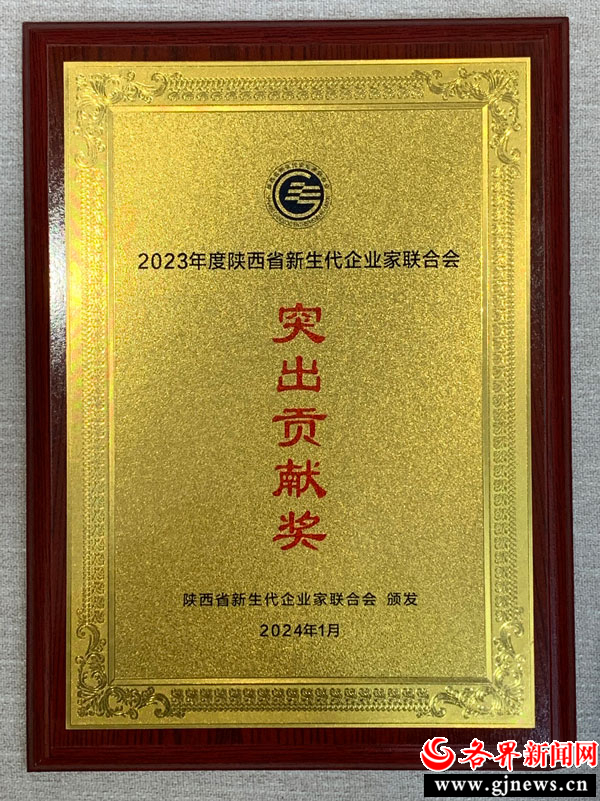 2023年度陕西省新生代企业家联合会
突出贡献奖
陕西省新生代企业家联合会 颁发
2024年1月
各界新闻网
www.gjnews.cn